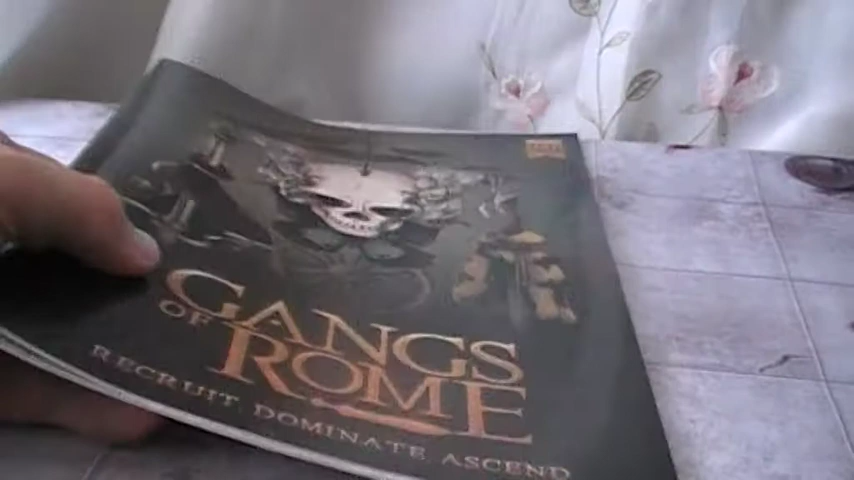 GANGS
OF ROME
RECRUIT. DOMINATE. ASCEND